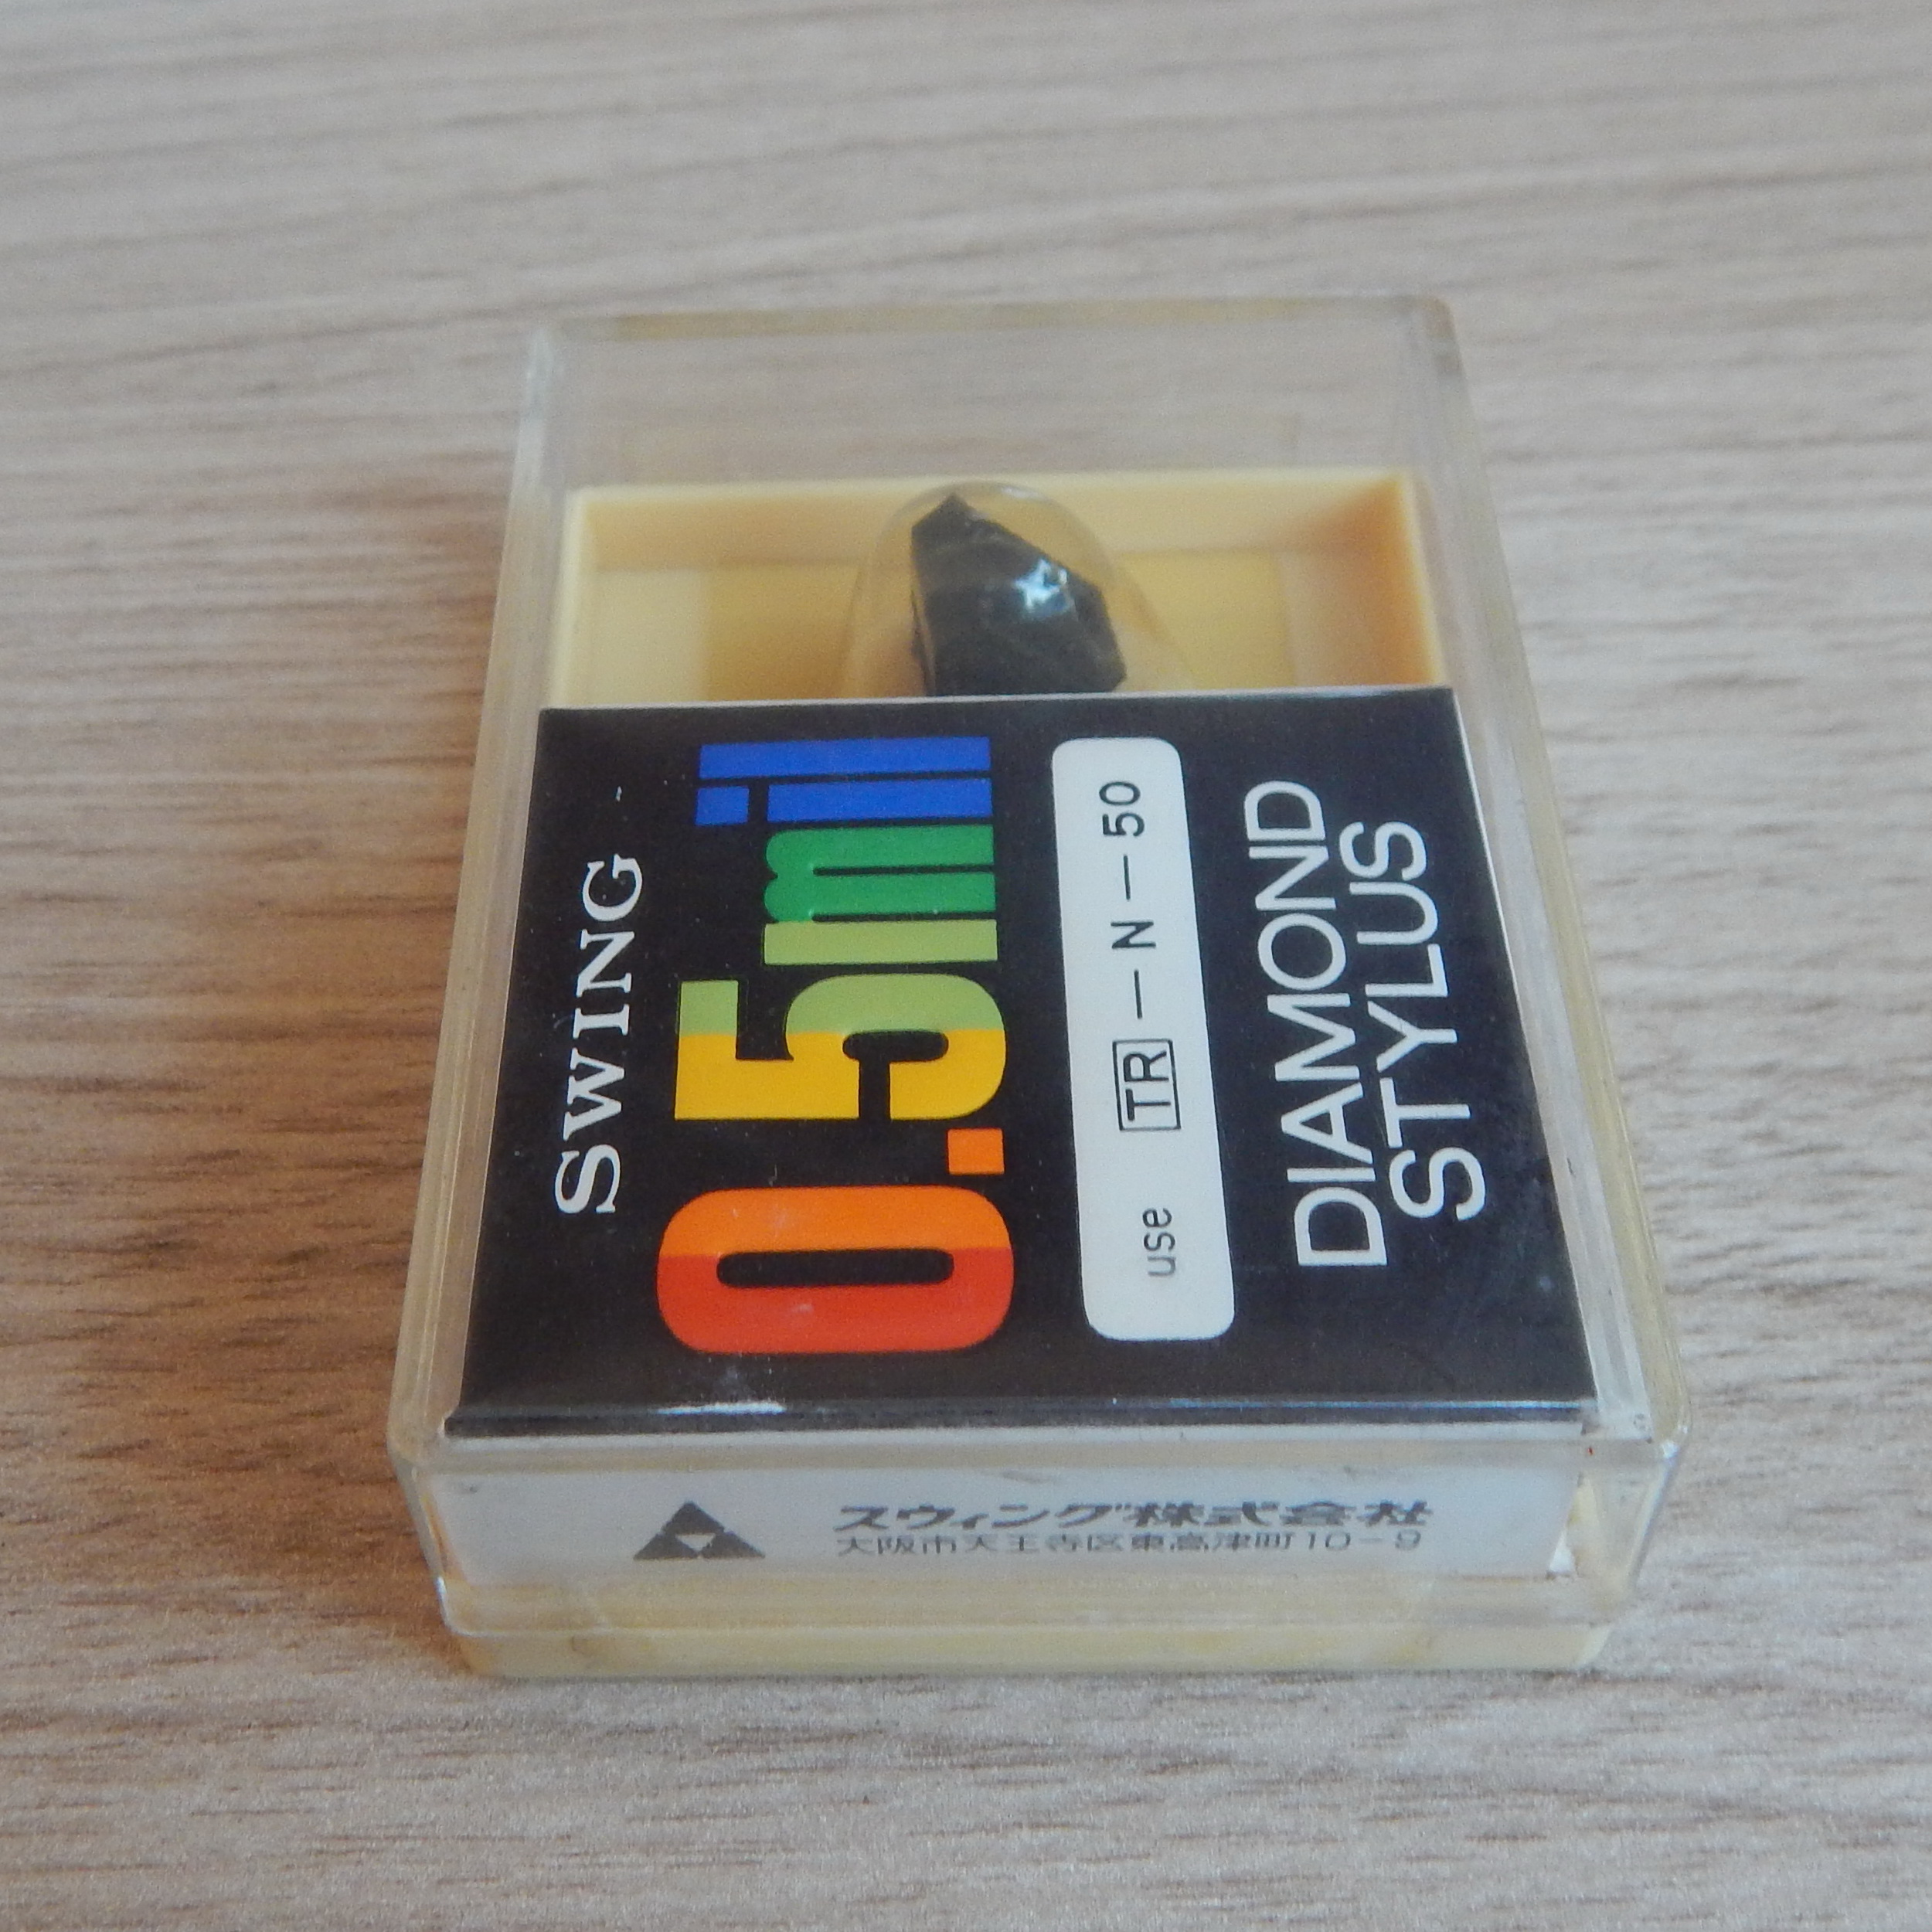 SWING
0.5mil
use TR-N-50
DIAMOND
STYLUS
スウィング株式会社
大阪市天王寺区東高津町10-9